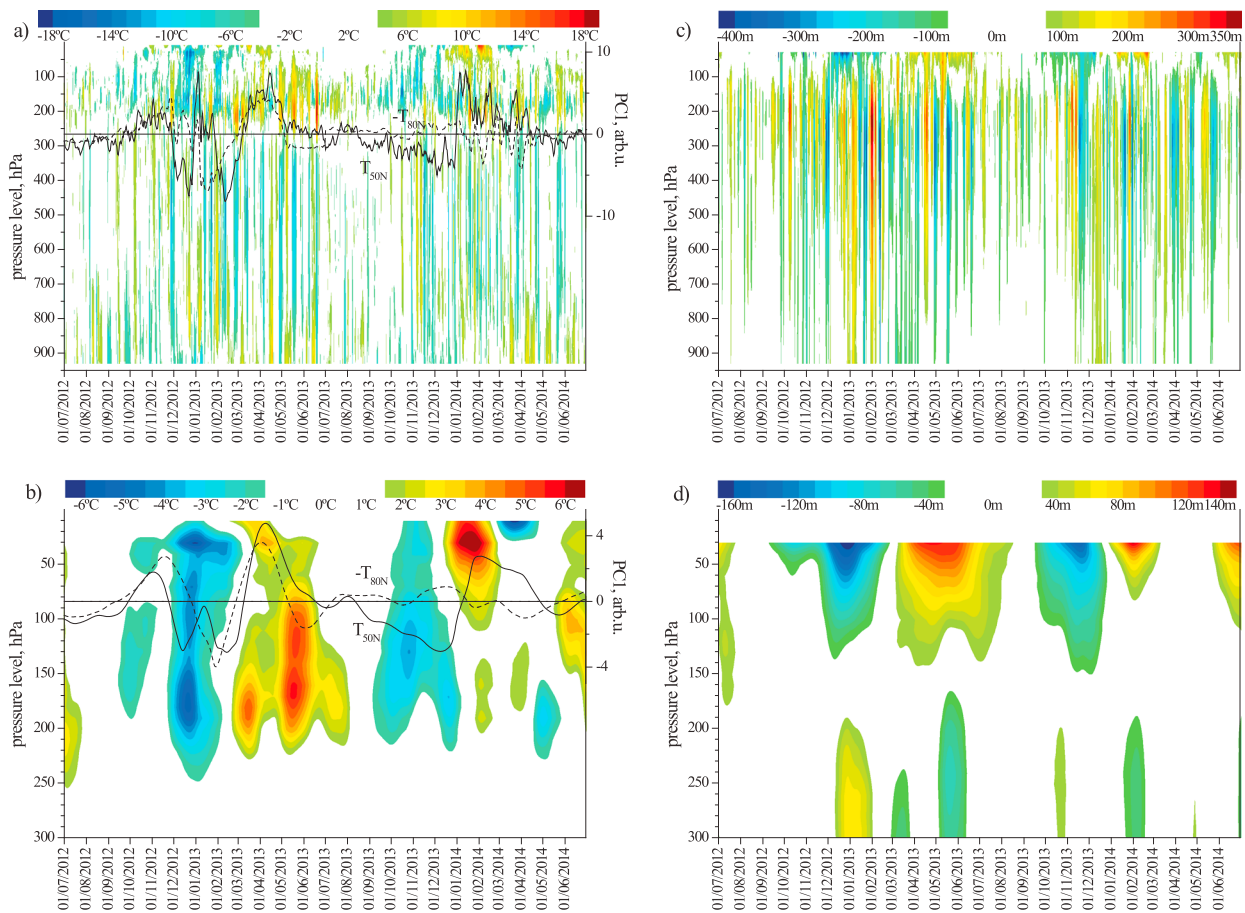 a)
-18ºC -14ºC -10ºC -6ºC -2ºC 2ºC 6ºC 10ºC 14ºC 18ºC
10
0
-10
PC1, arb.u.
100
200
300
400
500
600
700
800
900
pressure level, hPa
-T80N
T50N
01/07/2012 01/08/2012 01/09/2012 01/10/2012 01/11/2012 01/12/2012 01/01/2013 01/02/2013 01/03/2013 01/04/2013 01/05/2013 01/06/2013 01/07/2013 01/08/2013 01/09/2013 01/10/2013 01/11/2013 01/12/2013 01/01/2014 01/02/2014 01/03/2014 01/04/2014 01/05/2014 01/06/2014
c)
-400m -300m -200m -100m 0m 100m 200m 300m 350m
100
200
300
400
500
600
700
800
900
pressure level, hPa
01/07/2012 01/08/2012 01/09/2012 01/10/2012 01/11/2012 01/12/2012 01/01/2013 01/02/2013 01/03/2013 01/04/2013 01/05/2013 01/06/2013 01/07/2013 01/08/2013 01/09/2013 01/10/2013 01/11/2013 01/12/2013 01/01/2014 01/02/2014 01/03/2014 01/04/2014 01/05/2014 01/06/2014
b)
-6ºC -5ºC -4ºC -3ºC -2ºC -1ºC 0ºC 1ºC 2ºC 3ºC 4ºC 5ºC 6ºC
4
0
-4
PC1, arb.u.
50
100
150
200
250
300
pressure level, hPa
-T80N
T50N
01/07/2012 01/08/2012 01/09/2012 01/10/2012 01/11/2012 01/12/2012 01/01/2013 01/02/2013 01/03/2013 01/04/2013 01/05/2013 01/06/2013 01/07/2013 01/08/2013 01/09/2013 01/10/2013 01/11/2013 01/12/2013 01/01/2014 01/02/2014 01/03/2014 01/04/2014 01/05/2014 01/06/2014
d)
-160m -120m -80m -40m 0m 40m 80m 120m 140m
50
100
150
200
250
300
pressure level, hPa
01/07/2012 01/08/2012 01/09/2012 01/10/2012 01/11/2012 01/12/2012 01/01/2013 01/02/2013 01/03/2013 01/04/2013 01/05/2013 01/06/2013 01/07/2013 01/08/2013 01/09/2013 01/10/2013 01/11/2013 01/12/2013 01/01/2014 01/02/2014 01/03/2014 01/04/2014 01/05/2014 01/06/2014